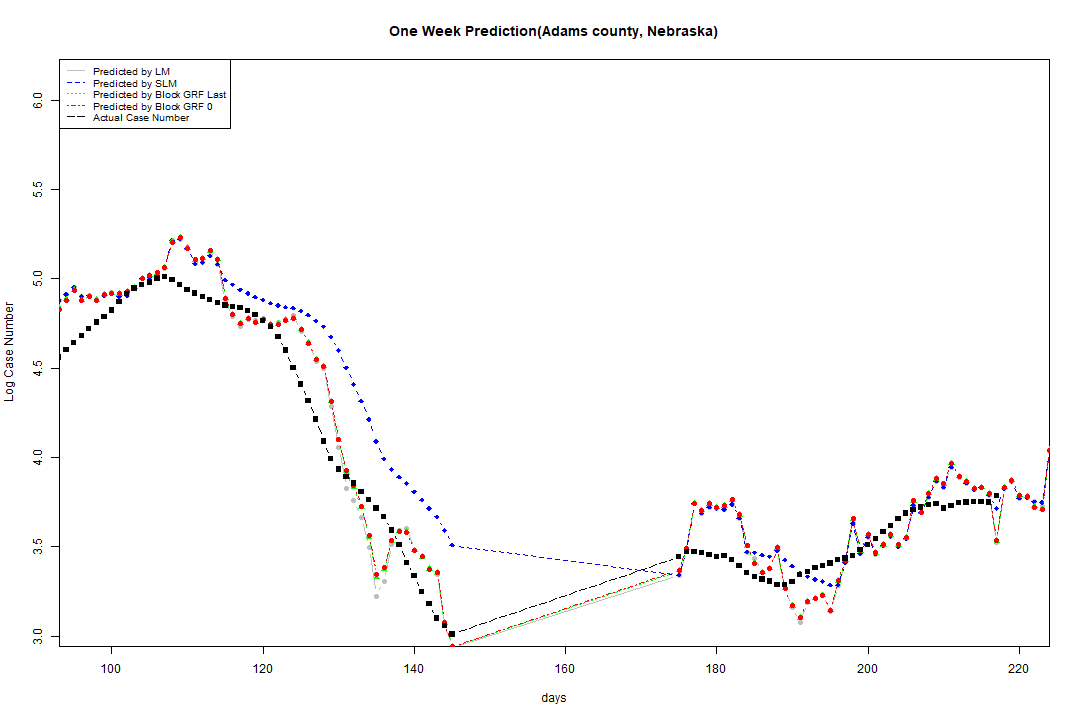 One Week Prediction(Adams county, Nebraska)
Predicted by LM
Predicted by SLM
Predicted by Block GRF Last
Predicted by Block GRF 0
Actual Case Number
6.0
5.5
5.0
4.5
4.0
3.5
3.0
Log Case Number
100 120 140 160 180 200 220
days